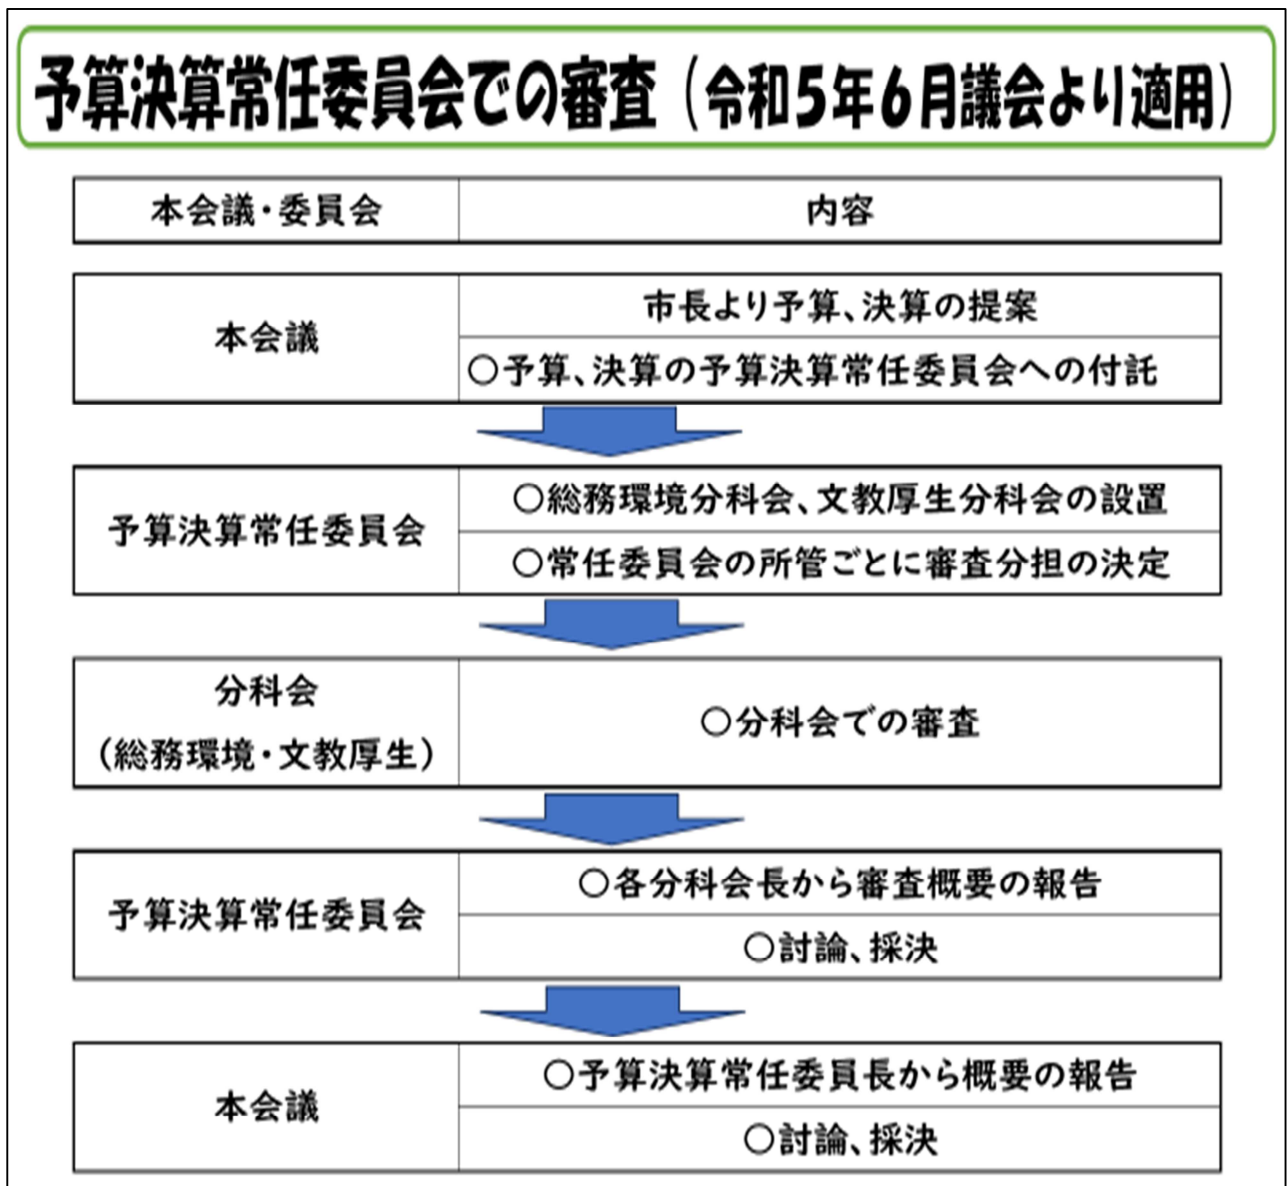 予算決算常任委員会での審査（令和5年6月議会より適用）
本会議・委員会
内容
本会議
市長より予算、決算の提案
〇予算、決算の予算決算常任委員会への付託
予算決算常任委員会
〇総務環境分科会、文教厚生分科会の設置
〇常任委員会の所管ごとに審査分担の決定
分科会
（総務環境・文教厚生）
〇分科会での審査
予算決算常任委員会
〇各分科会長から審査概要の報告
〇討論、採決
本会議
〇予算決算常任委員長から概要の報告
〇討論、採決